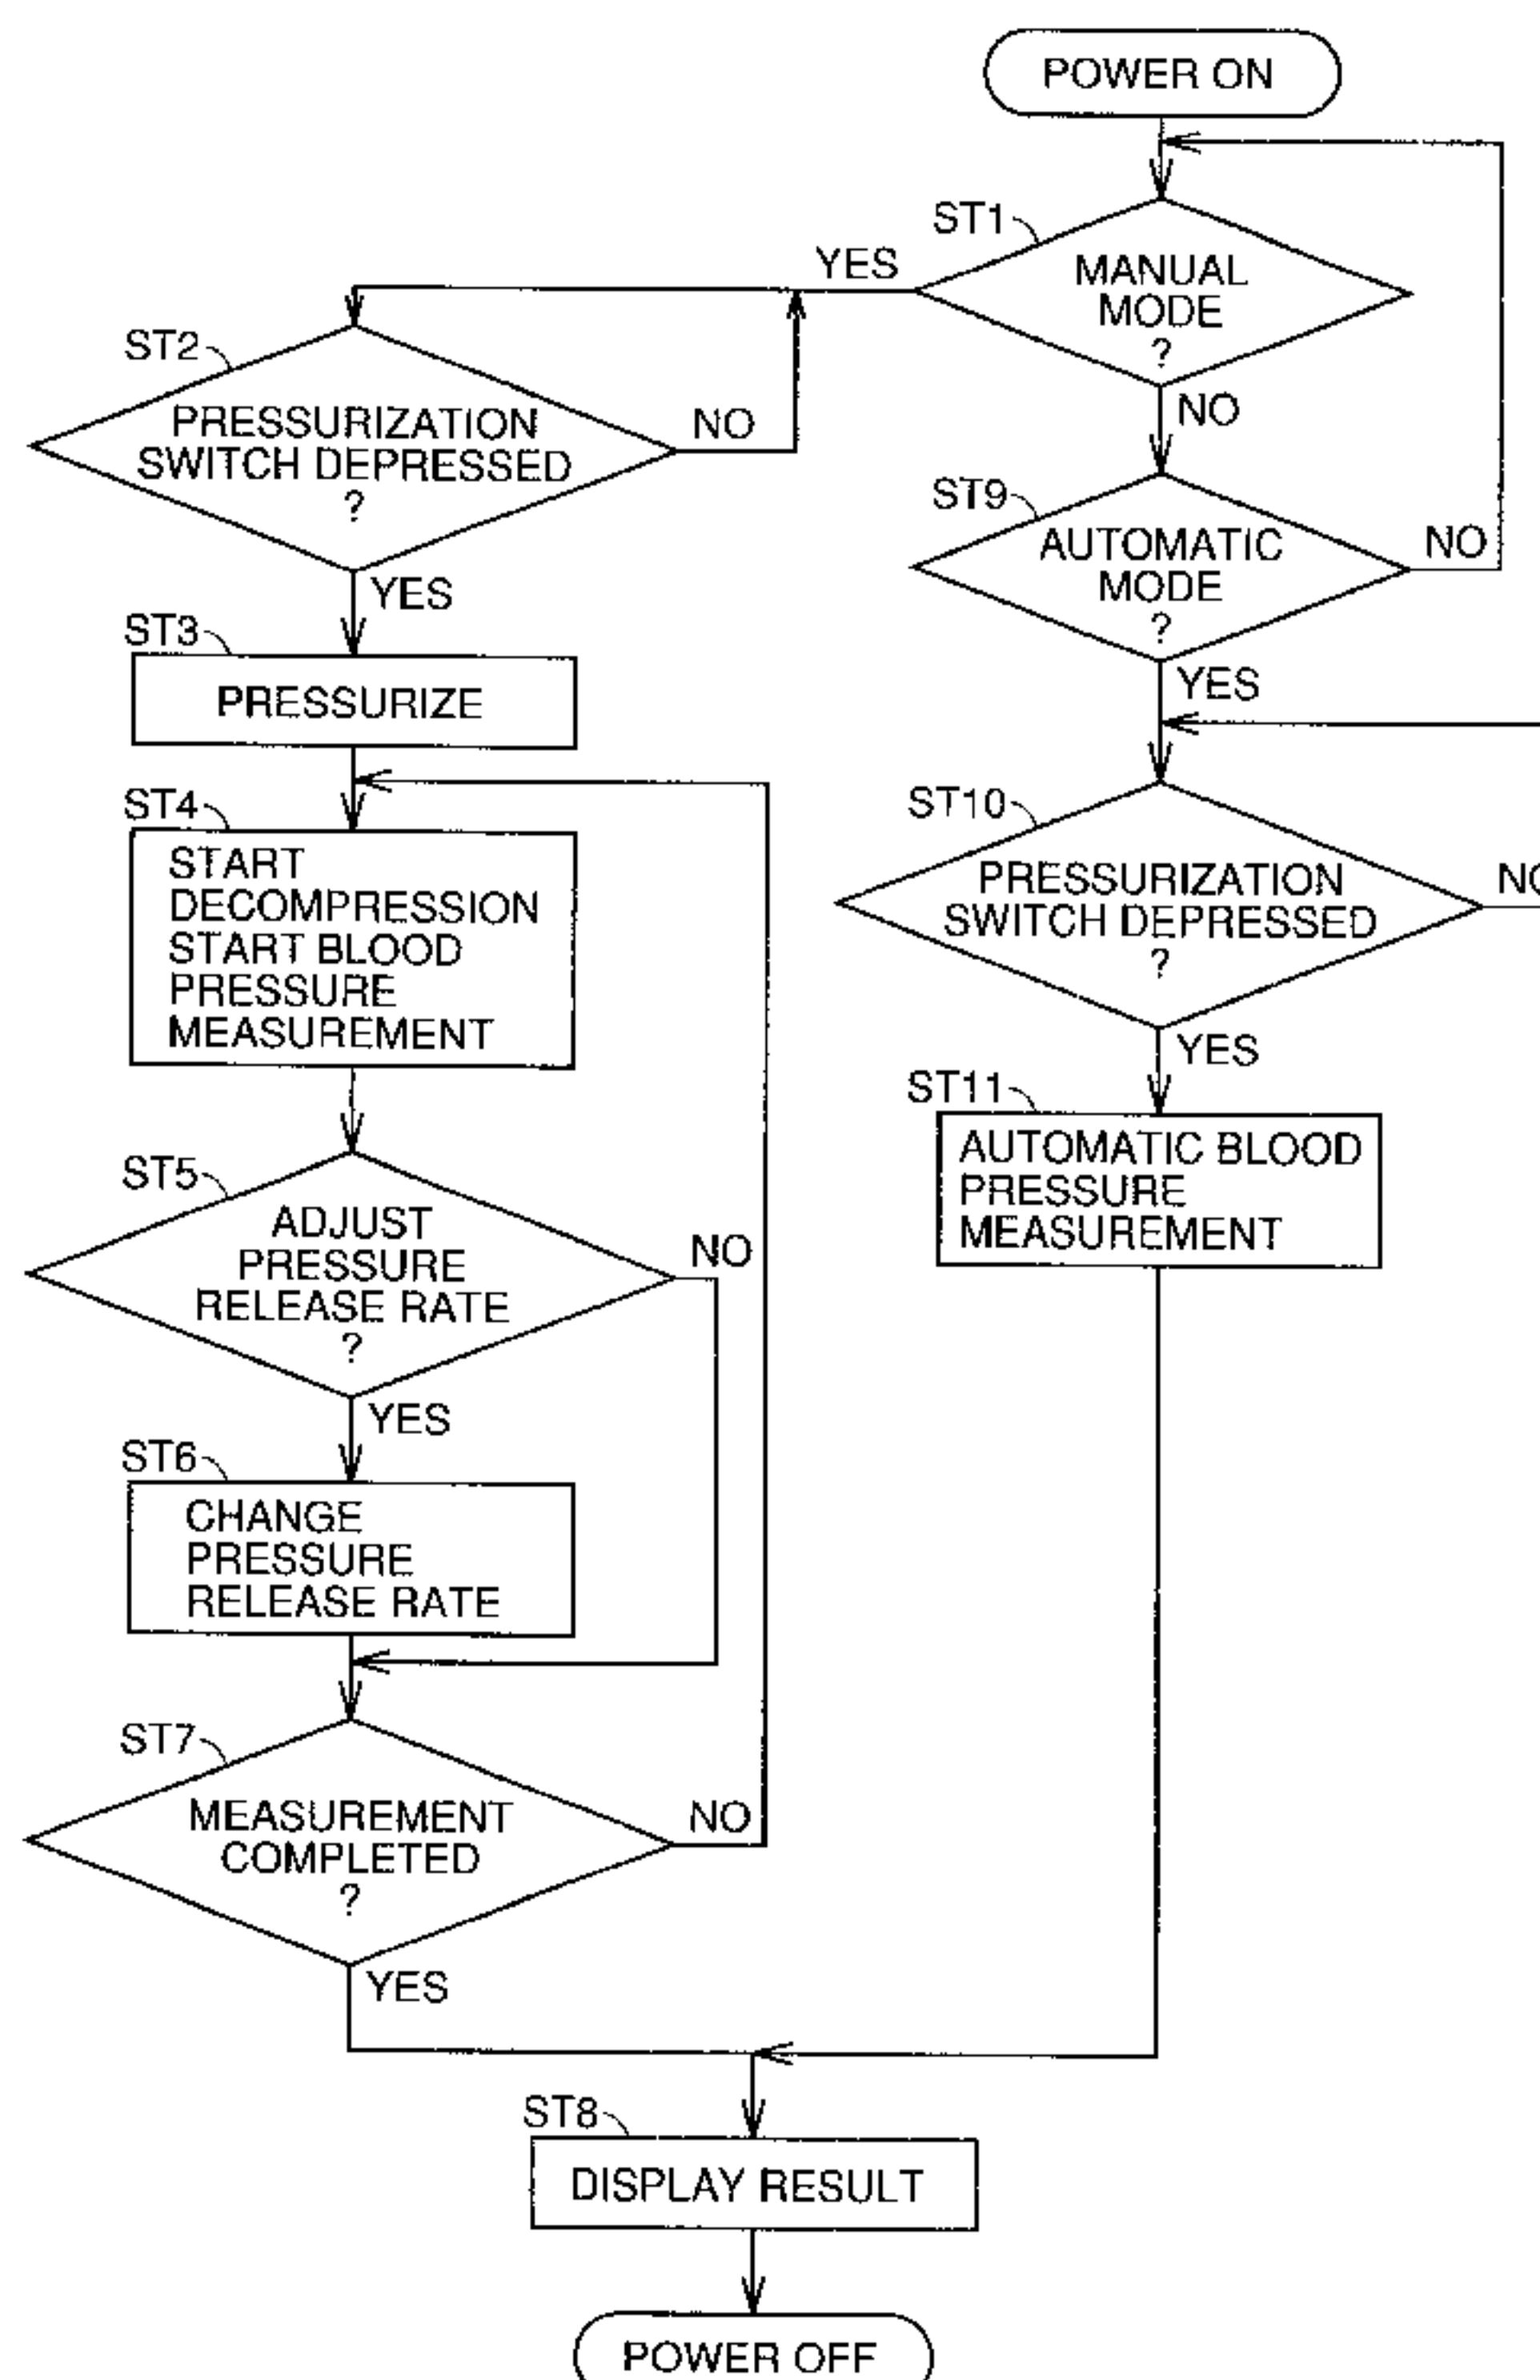 POWER ON
ST1
MANUAL
MODE
?
YES
NO
ST2
PRESSURIZATION
SWITCH DEPRESSED
?
NO
YES
ST9
AUTOMATIC
MODE
?
NO
YES
ST3
PRESSURIZE
ST4
START
DECOMPRESSION
START BLOOD
PRESSURE
MEASUREMENT
ST10
PRESSURIZATION
SWITCH DEPRESSED
?
NO
YES
ST11
AUTOMATIC BLOOD
PRESSURE
MEASUREMENT
ST5
ADJUST
PRESSURE
RELEASE RATE
?
NO
YES
ST6
CHANGE
PRESSURE
RELEASE RATE
ST7
MEASUREMENT
COMPLETED
?
NO
YES
ST8
DISPLAY RESULT
POWER OFF